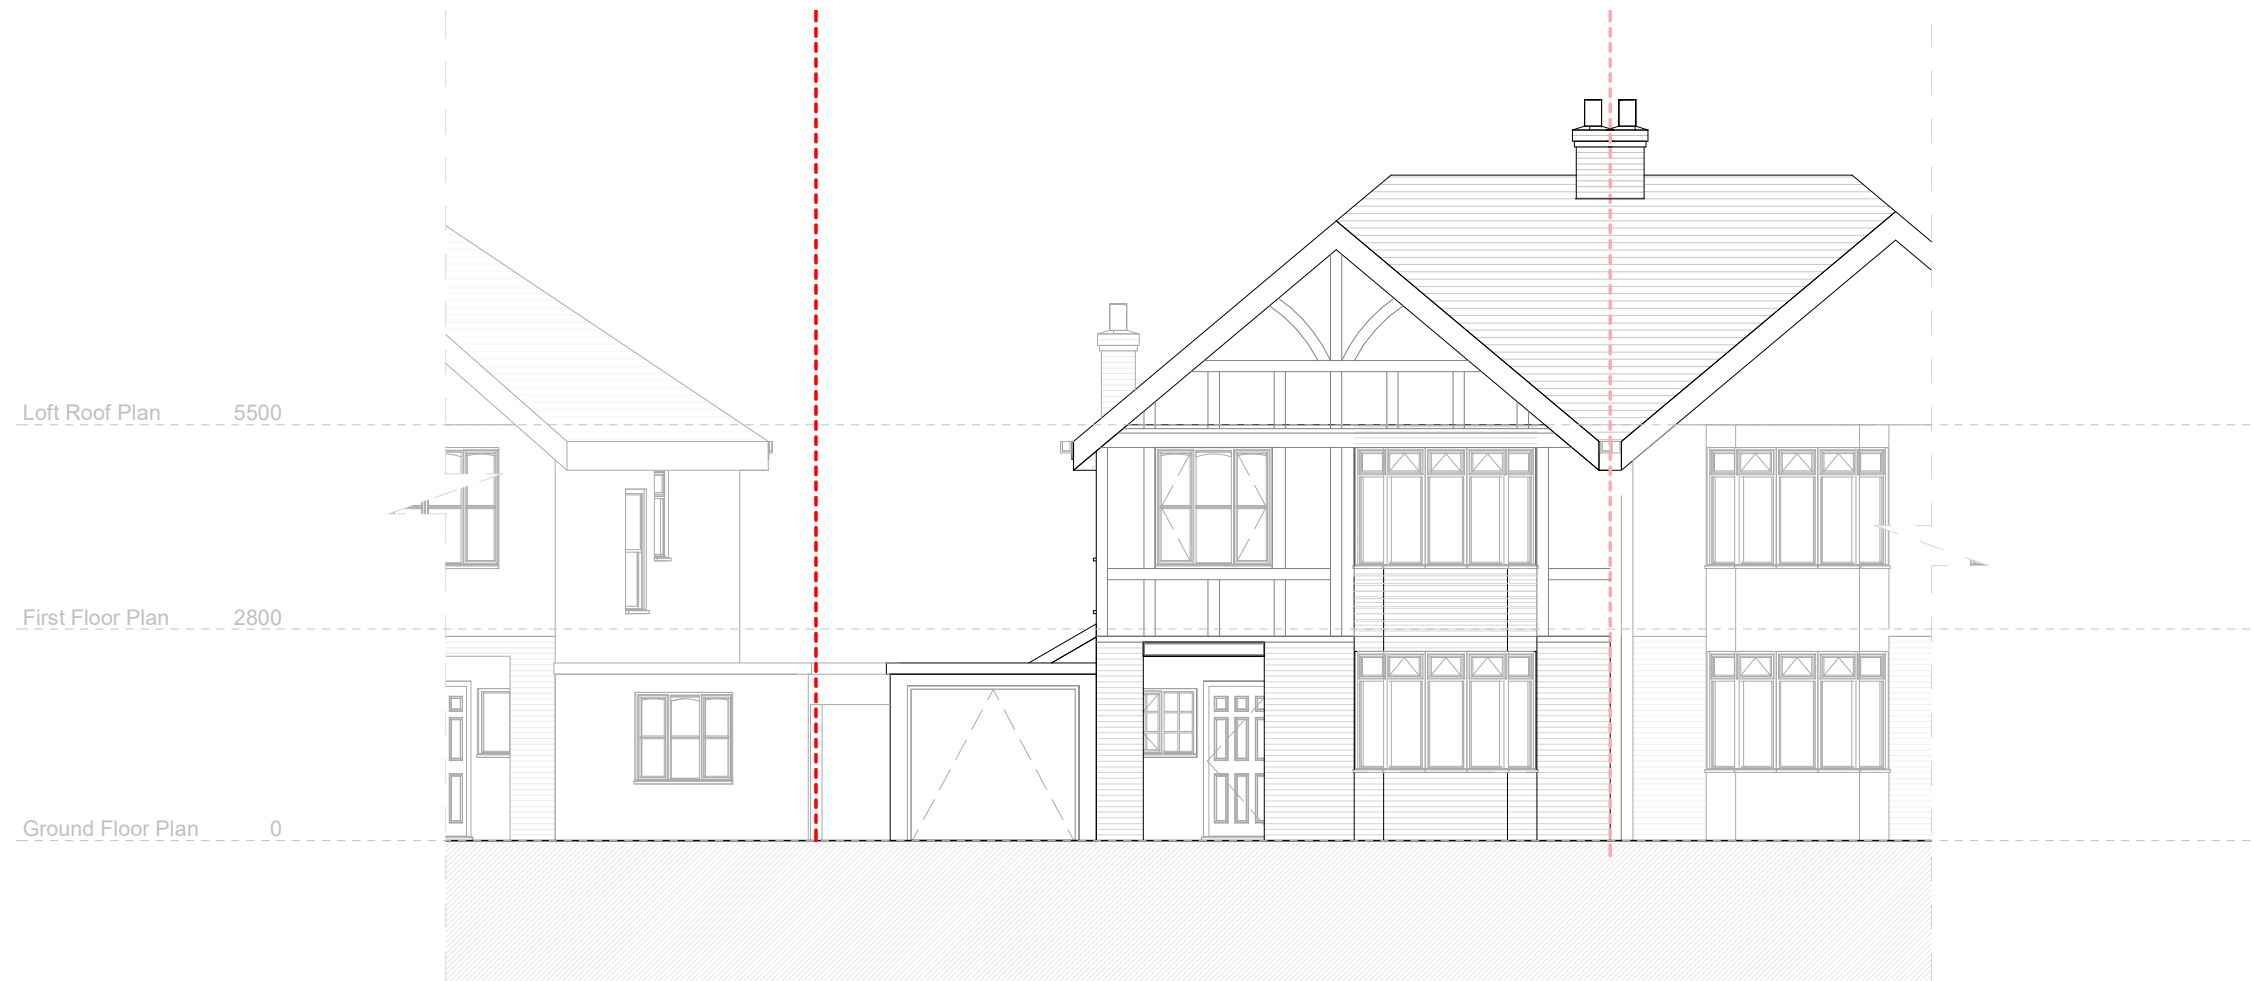 Loft Roof Plan 5500
First Floor Plan 2800
Ground Floor Plan 0